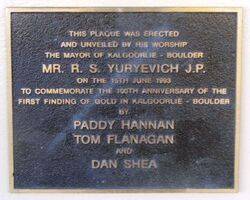 THIS PLAQUE WAS ERECTED
AND UNVEILED BY HIS WORSHIP
THE MAYOR OF KALGOORLIE - BOULDER
MR. R. S. YURYEVICH J.P.
ON THE 15TH JUNE 1993
TO COMMEMORATE THE 100TH ANNIVERSARY OF THE
FIRST FINDING OF GOLD IN KALGOORLIE - BOULDER
BY
PADDY HANNAN
TOM FLANAGAN
AND
DAN SHEA